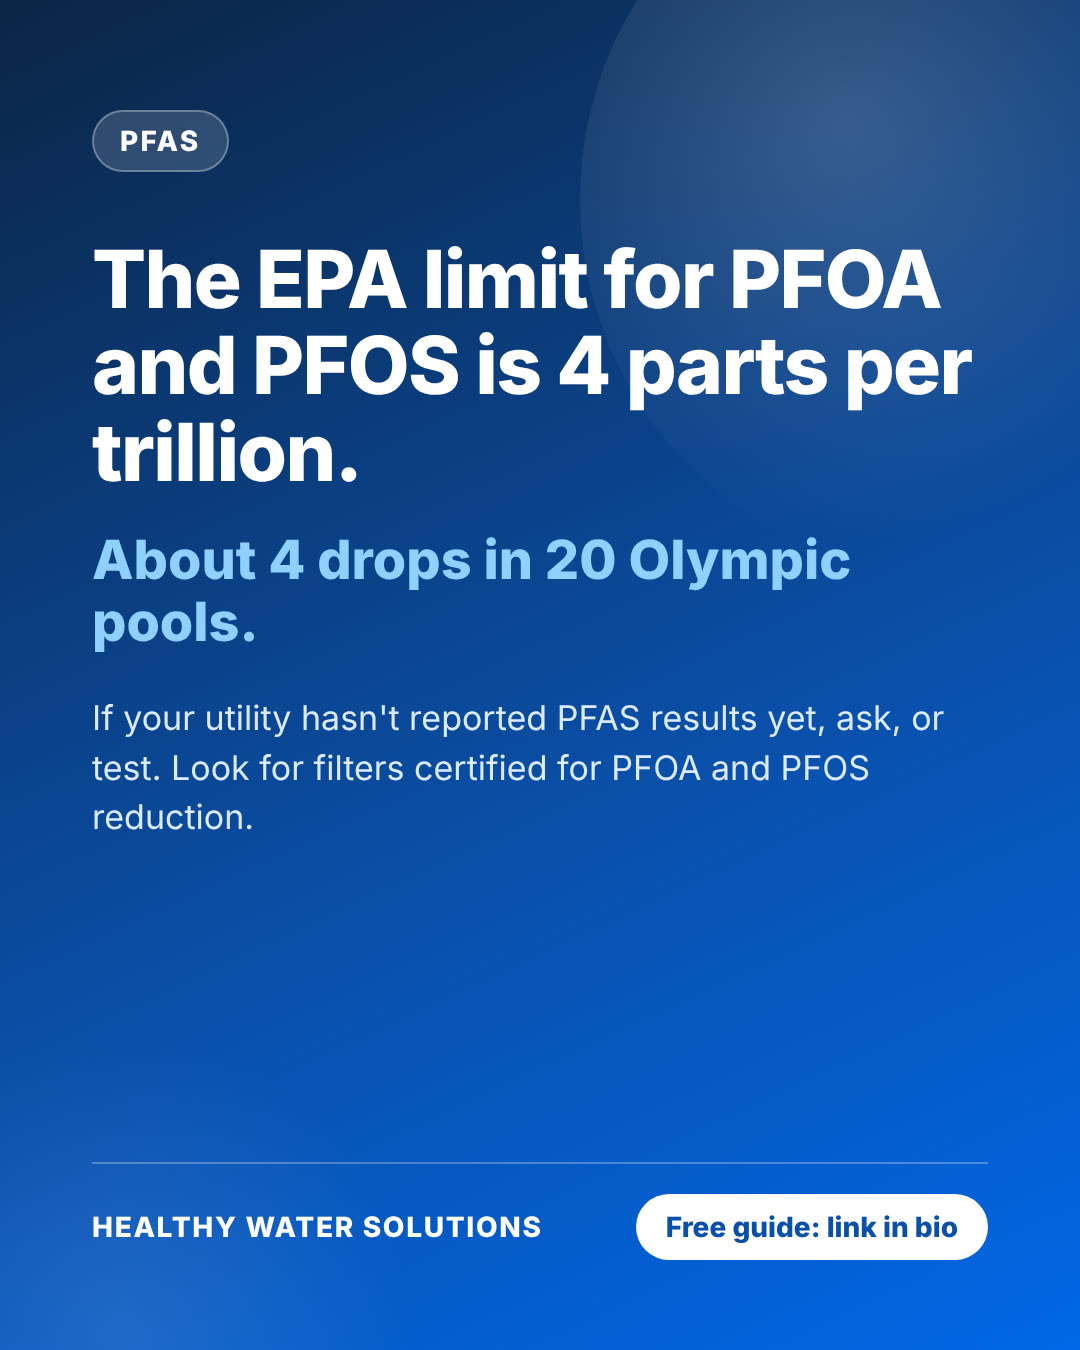 PFAS
The EPA limit for PFOA
and PFOS is 4 parts per
trillion.
About 4 drops in 20 Olympic
pools.
If your utility hasn't reported PFAS results yet, ask, or
test. Look for filters certified for PFOA and PFOS
reduction.
HEALTHY WATER SOLUTIONS
Free guide: link in bio